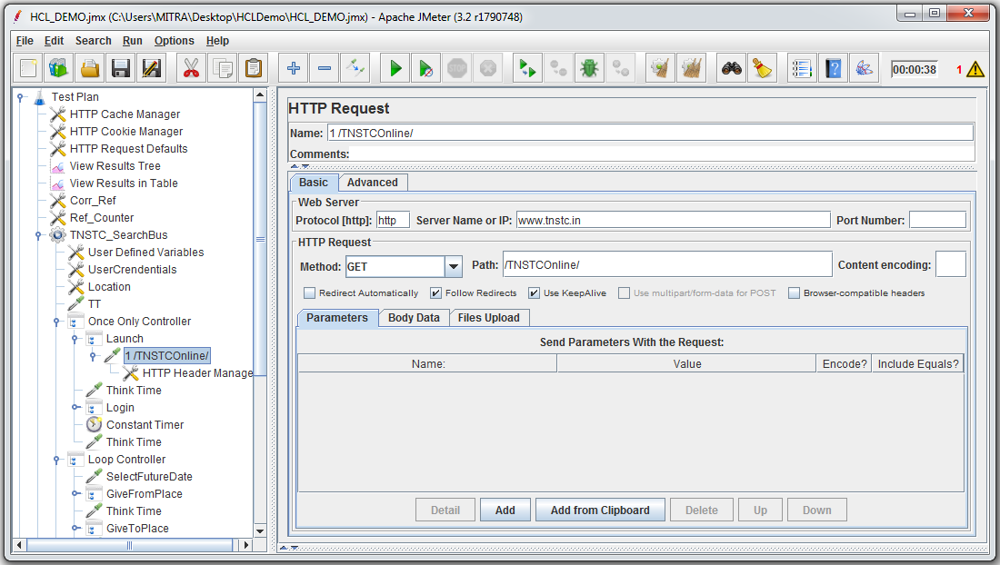 HCL_DEMO.jmx (C:\Users\MITRA\Desktop\HCLDemo\HCL_DEMO.jmx) - Apache JMeter (3.2 r1790748)
File Edit Search Run Options Help
STOP
00:00:38 1
Test Plan
HTTP Cache Manager
HTTP Cookie Manager
HTTP Request Defaults
View Results Tree
View Results in Table
Corr_Ref
Ref_Counter
TNSTC_SearchBus
User Defined Variables
UserCrendentials
Location
TT
Once Only Controller
Launch
1 /TNSTCOnline/
HTTP Header Manage
Think Time
Login
Constant Timer
Think Time
Loop Controller
SelectFutureDate
GiveFromPlace
Think Time
GiveToPlace
HTTP Request
Name: 1 /TNSTCOnline/
Comments:
Basic Advanced
Web Server
Protocol [http]: http Server Name or IP: www.tnstc.in Port Number:
HTTP Request
Method: GET Path: /TNSTCOnline/ Content encoding:
Redirect Automatically Follow Redirects Use KeepAlive Use multipart/form-data for POST Browser-compatible headers
Parameters Body Data Files Upload
Send Parameters With the Request:
Name: Value Encode? Include Equals?
Detail Add Add from Clipboard Delete Up Down